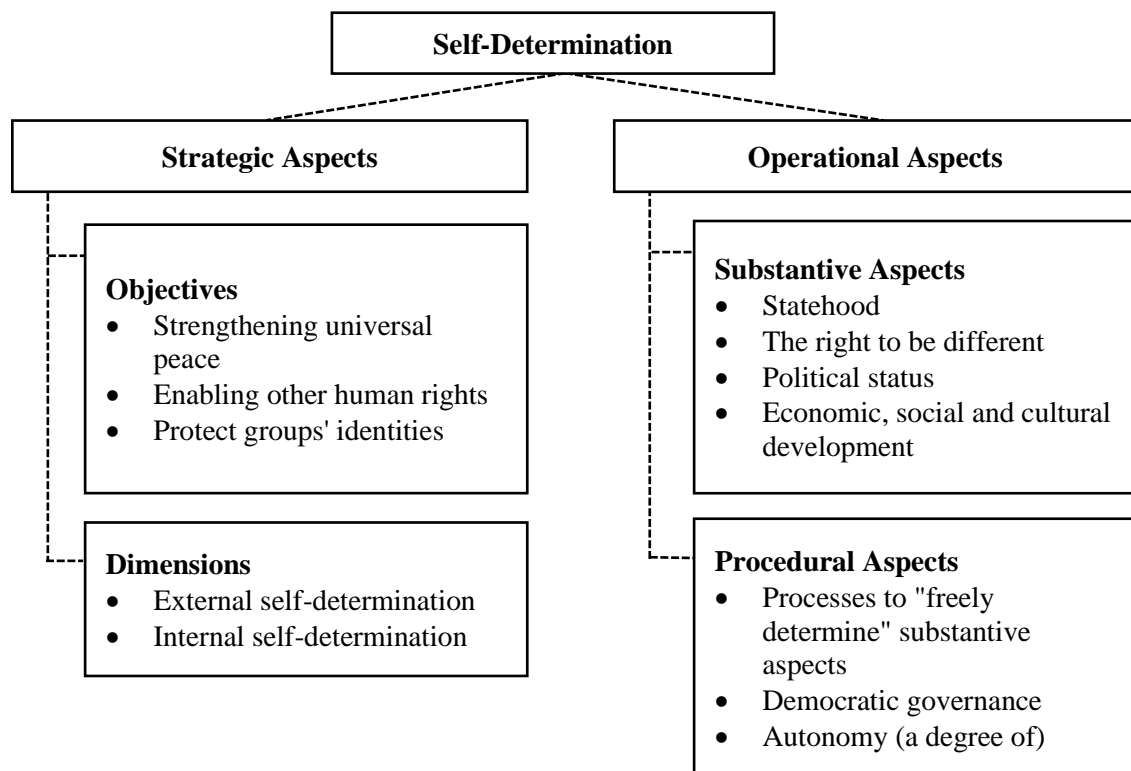 Self-Determination
Strategic Aspects
Objectives
• Strengthening universal
peace
• Enabling other human rights
• Protect groups' identities
Dimensions
• External self-determination
• Internal self-determination
Operational Aspects
Substantive Aspects
• Statehood
• The right to be different
• Political status
• Economic, social and cultural
development
Procedural Aspects
• Processes to "freely
determine" substantive
aspects
• Democratic governance
• Autonomy (a degree of)